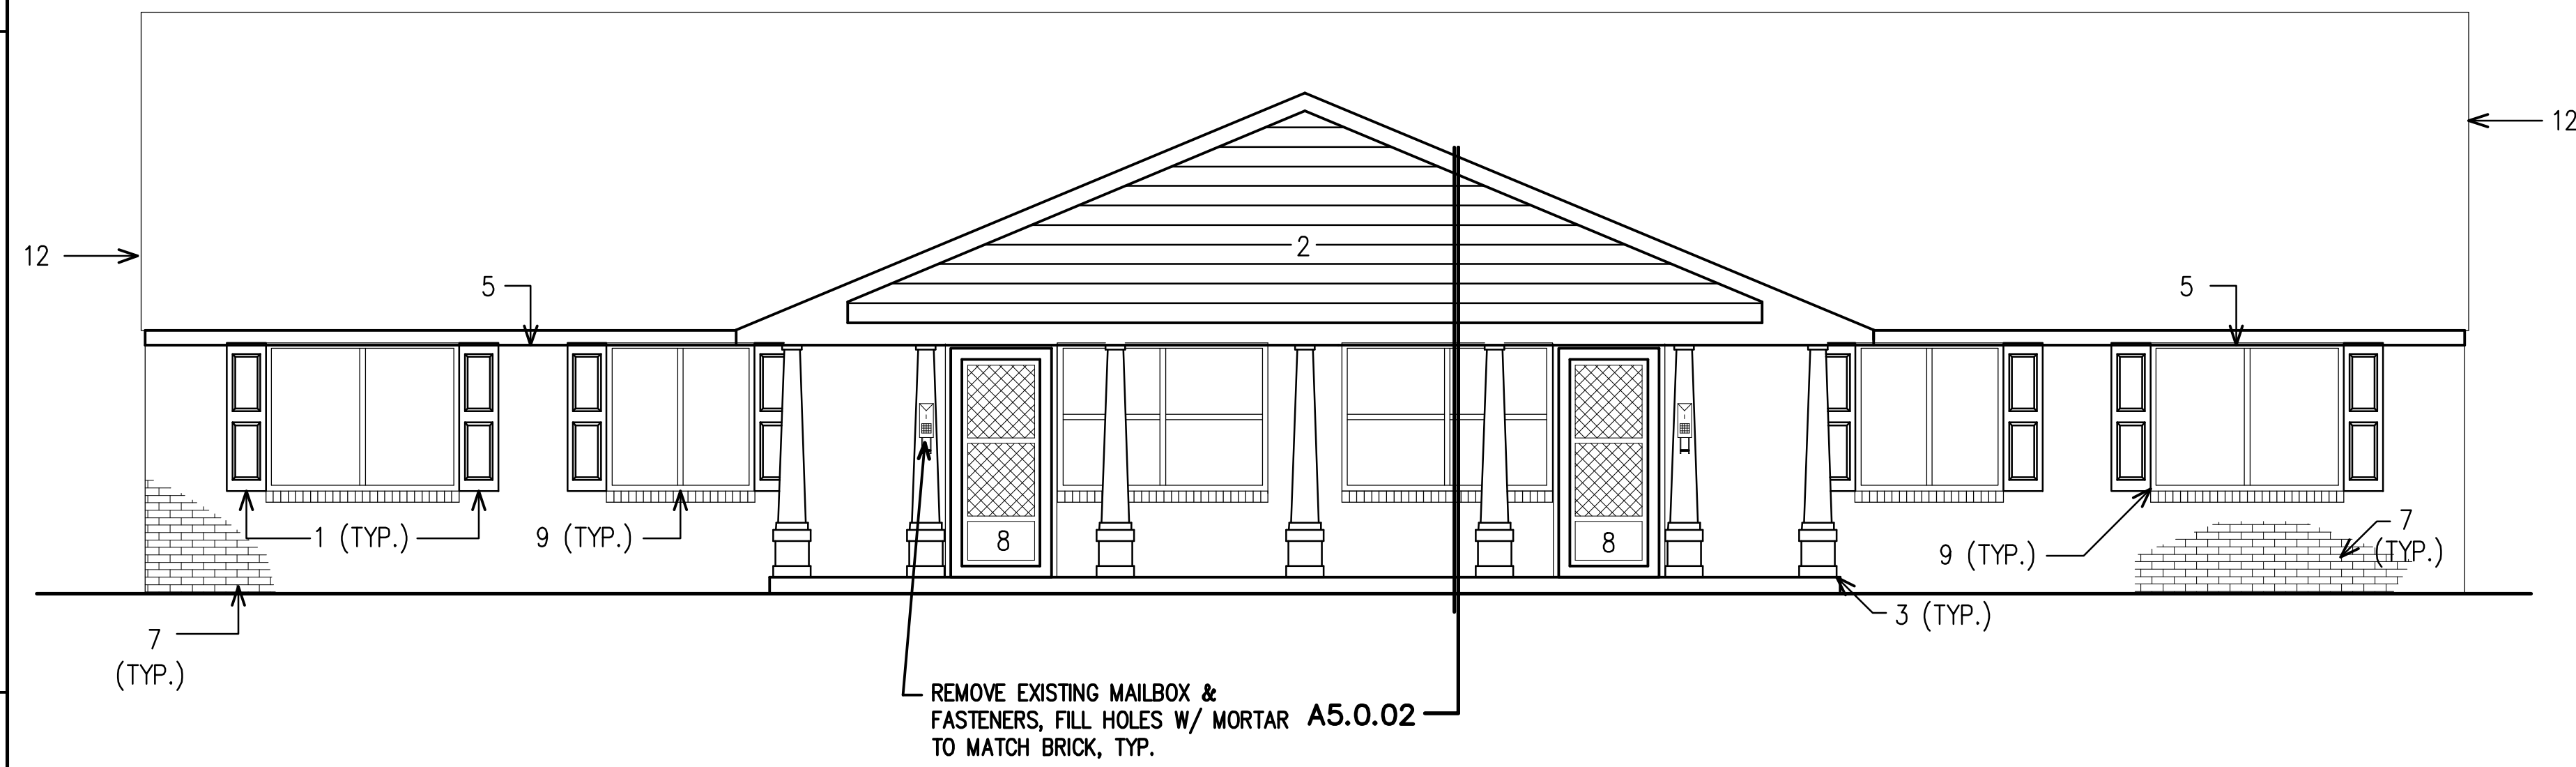 12
12
2
5
5
1 (TYP.)
9 (TYP.)
8
8
9 (TYP.)
7
(TYP.)
7
(TYP.)
3 (TYP.)
REMOVE EXISTING MAILBOX &
FASTENERS, FILL HOLES W/ MORTAR
TO MATCH BRICK, TYP.
A5.0.02